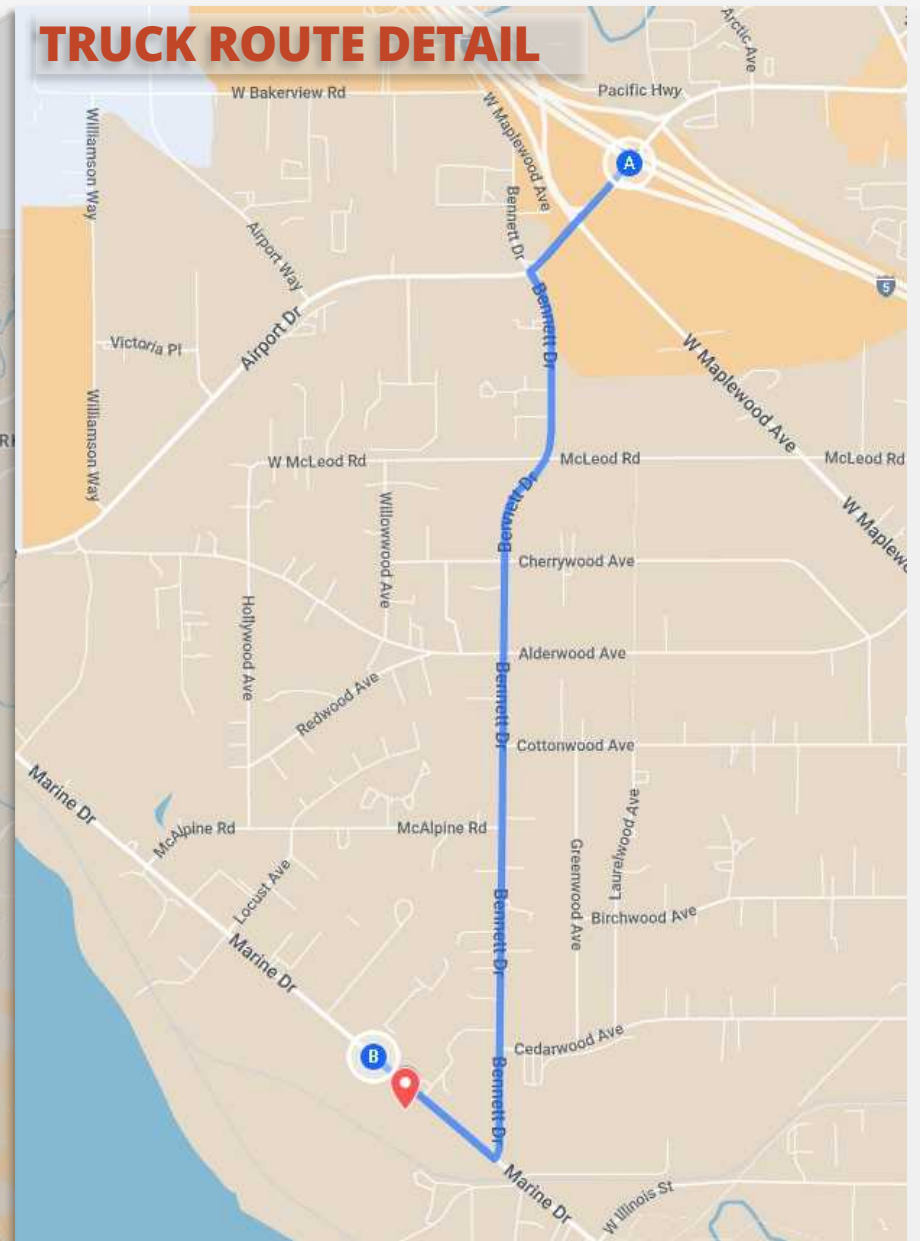 TRUCK ROUTE DETAIL
Arctic Ave
W Bakerview Rd
Pacific Hwy
W Maplewood Ave
Williamson Way
A
Bennett Dr
Airport Way
5
Bennett Dr
Airport Dr
Victoria Pl
W Maplewood Ave
Williamson Way
W McLeod Rd
McLeod Rd
McLeod Rd
Bennett Dr
Willowwood Ave
W Maplewo
Cherrywood Ave
Hollywood Ave
Alderwood Ave
Redwood Ave
Bennett Dr
Cottonwood Ave
Marine Dr
McAlpine Rd
McAlpine Rd
Laurelwood Ave
Greenwood Ave
Locust Ave
Birchwood Ave
Bennett Dr
Marine Dr
Cedarwood Ave
B
Bennett Dr
Marine Dr
W Illinois St